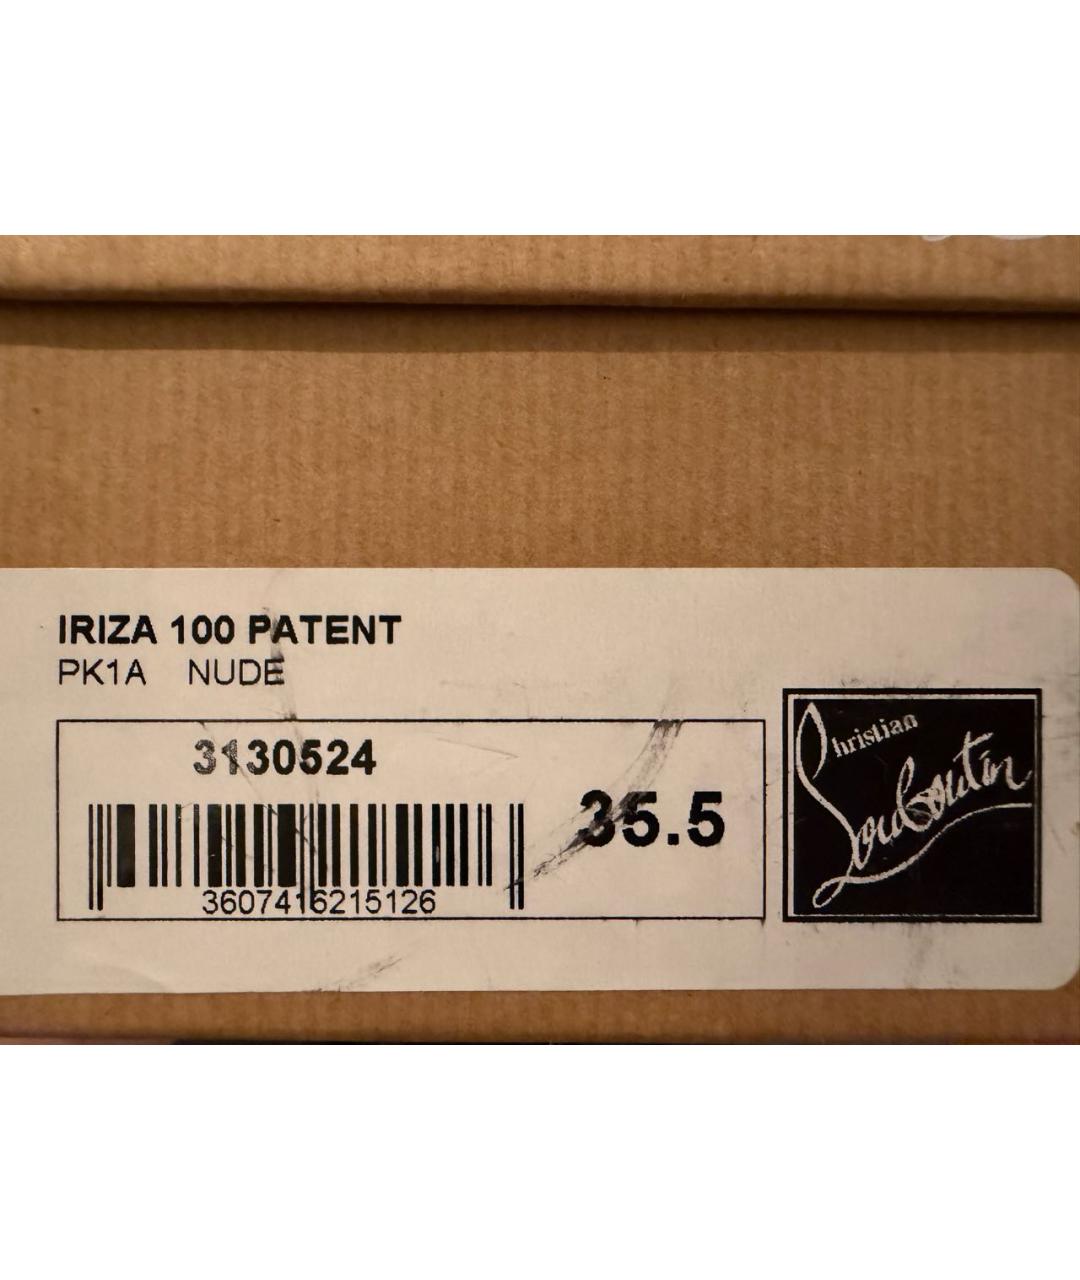 IRIZA 100 PATENT
PK1A NUDE
3130524
35.5
3607416215126
Christian
Louboutin